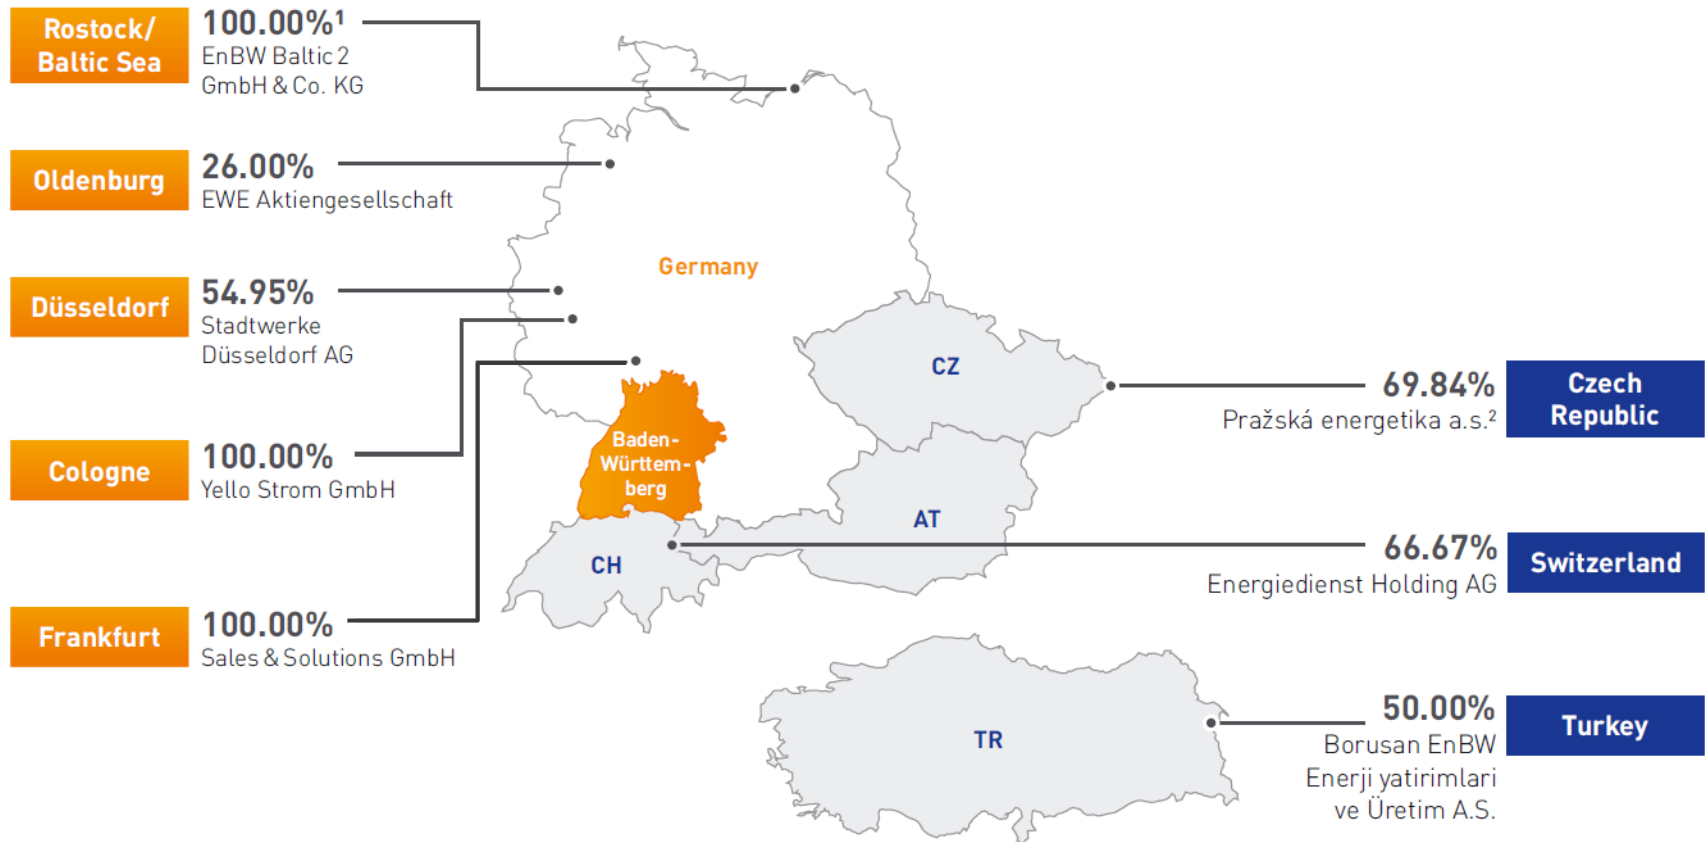 Rostock/
Baltic Sea
100.00%¹
EnBW Baltic 2
GmbH & Co. KG
Oldenburg
26.00%
EWE Aktiengesellschaft
Germany
Düsseldorf
54.95%
Stadtwerke
Düsseldorf AG
CZ
69.84%
Pražská energetika a.s.²
Czech
Republic
Cologne
100.00%
Yello Strom GmbH
Baden-
Württem-
berg
AT
CH
66.67%
Energiedienst Holding AG
Switzerland
Frankfurt
100.00%
Sales & Solutions GmbH
TR
50.00%
Borusan EnBW
Enerji yatirimlari
ve Üretim A.S.
Turkey